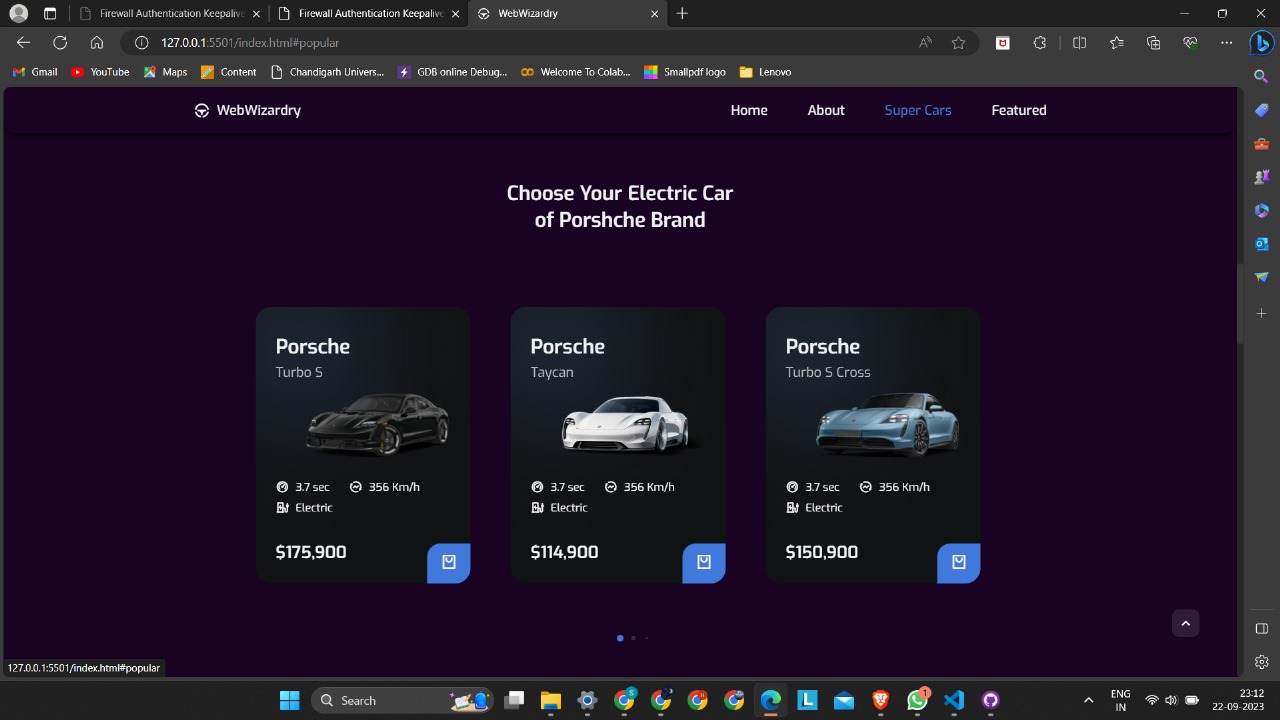 Firewall Authentication Keepalive
Firewall Authentication Keepalive
WebWizardry
127.0.0.1:5501/index.html#popular
Gmail
YouTube
Maps
Content
Chandigarh Univers...
GDB online Debug...
Welcome To Colab...
Smallpdf logo
Lenovo
WebWizardry
Home
About
Super Cars
Featured
Choose Your Electric Car
of Porshche Brand
Porsche
Turbo S
3.7 sec
356 Km/h
Electric
$175,900
Porsche
Taycan
3.7 sec
356 Km/h
Electric
$114,900
Porsche
Turbo S Cross
3.7 sec
356 Km/h
Electric
$150,900
127.0.0.1:5501/index.html#popular
Search
S
1
ENG
IN
23:12
22-09-2023